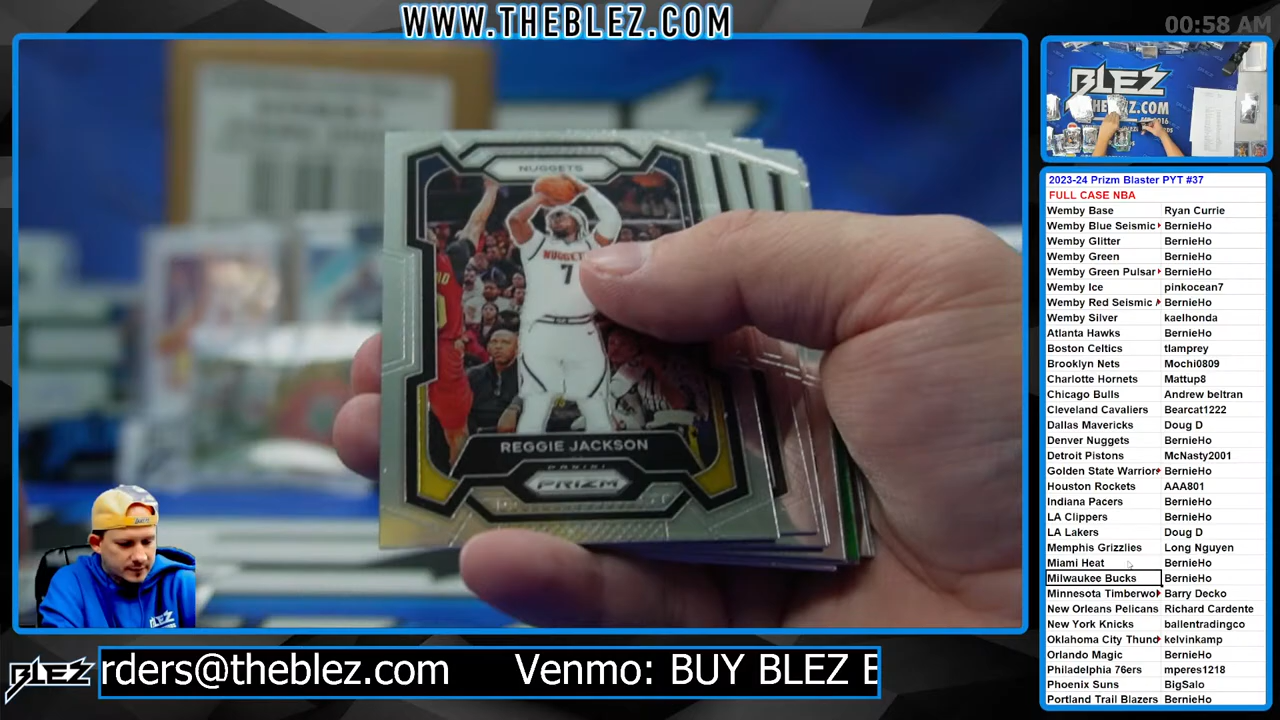 WWW.THEBLEZ.COM
00:58 AM
NUGGETS
NUGGETS
7
REGGIE JACKSON
PANINI
PRIZM
BLEZ
THEBLEZ.COM
2023-24 Prizm Blaster PYT #37
FULL CASE NBA
Wemby Base Ryan Currie
Wemby Blue Seismic BernieHo
Wemby Glitter BernieHo
Wemby Green BernieHo
Wemby Green Pulsar BernieHo
Wemby Ice pinkocean7
Wemby Red Seismic BernieHo
Wemby Silver kaelhonda
Atlanta Hawks BernieHo
Boston Celtics tlamprey
Brooklyn Nets Mochi0809
Charlotte Hornets Mattup8
Chicago Bulls Andrew beltran
Cleveland Cavaliers Bearcat1222
Dallas Mavericks Doug D
Denver Nuggets BernieHo
Detroit Pistons McNasty2001
Golden State Warrior BernieHo
Houston Rockets AAA801
Indiana Pacers BernieHo
LA Clippers BernieHo
LA Lakers Doug D
Memphis Grizzlies Long Nguyen
Miami Heat BernieHo
Milwaukee Bucks BernieHo
Minnesota Timberwo Barry Decko
New Orleans Pelicans Richard Cardente
New York Knicks ballentradingco
Oklahoma City Thund kelvinkamp
Orlando Magic BernieHo
Philadelphia 76ers mperes1218
Phoenix Suns BigSalo
Portland Trail Blazers BernieHo
BLEZ
BLEZ
rders@theblez.com Venmo: BUY BLEZ E